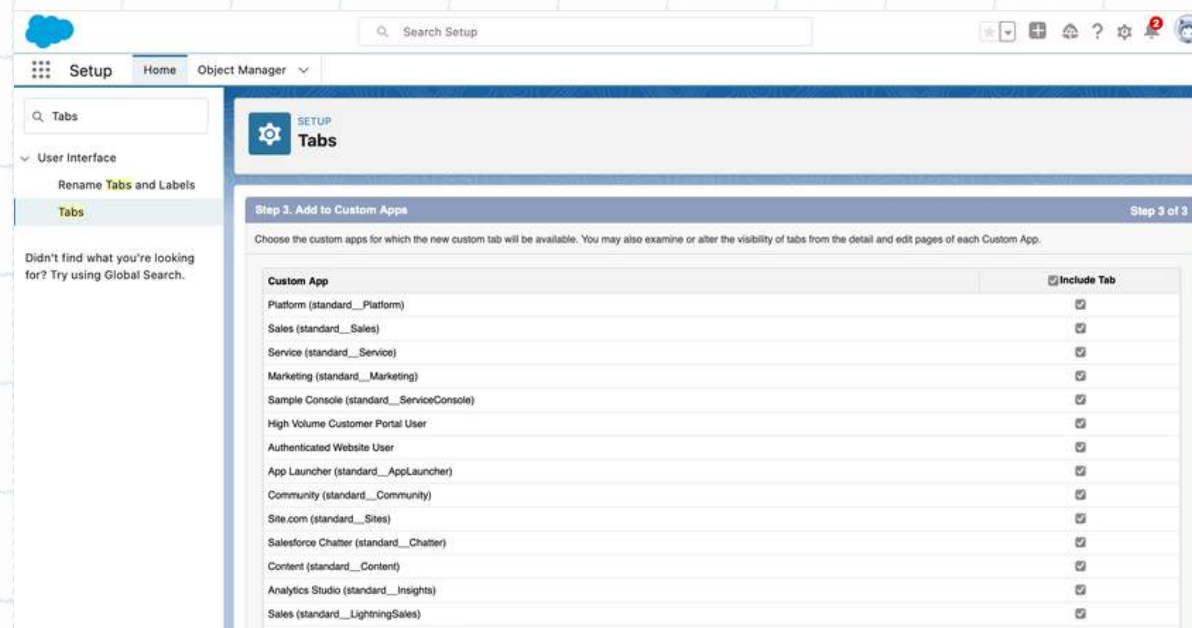 Search Setup
2
Setup
Home
Object Manager
Tabs
User Interface
Rename Tabs and Labels
Tabs
Didn't find what you're looking
for? Try using Global Search.
SETUP
Tabs
Step 3. Add to Custom Apps
Step 3 of 3
Choose the custom apps for which the new custom tab will be available. You may also examine or alter the visibility of tabs from the detail and edit pages of each Custom App.
Custom App
Include Tab
Platform (standard__Platform)
Sales (standard__Sales)
Service (standard__Service)
Marketing (standard__Marketing)
Sample Console (standard__ServiceConsole)
High Volume Customer Portal User
Authenticated Website User
App Launcher (standard__AppLauncher)
Community (standard__Community)
Site.com (standard__Sites)
Salesforce Chatter (standard__Chatter)
Content (standard__Content)
Analytics Studio (standard__Insights)
Sales (standard__LightningSales)